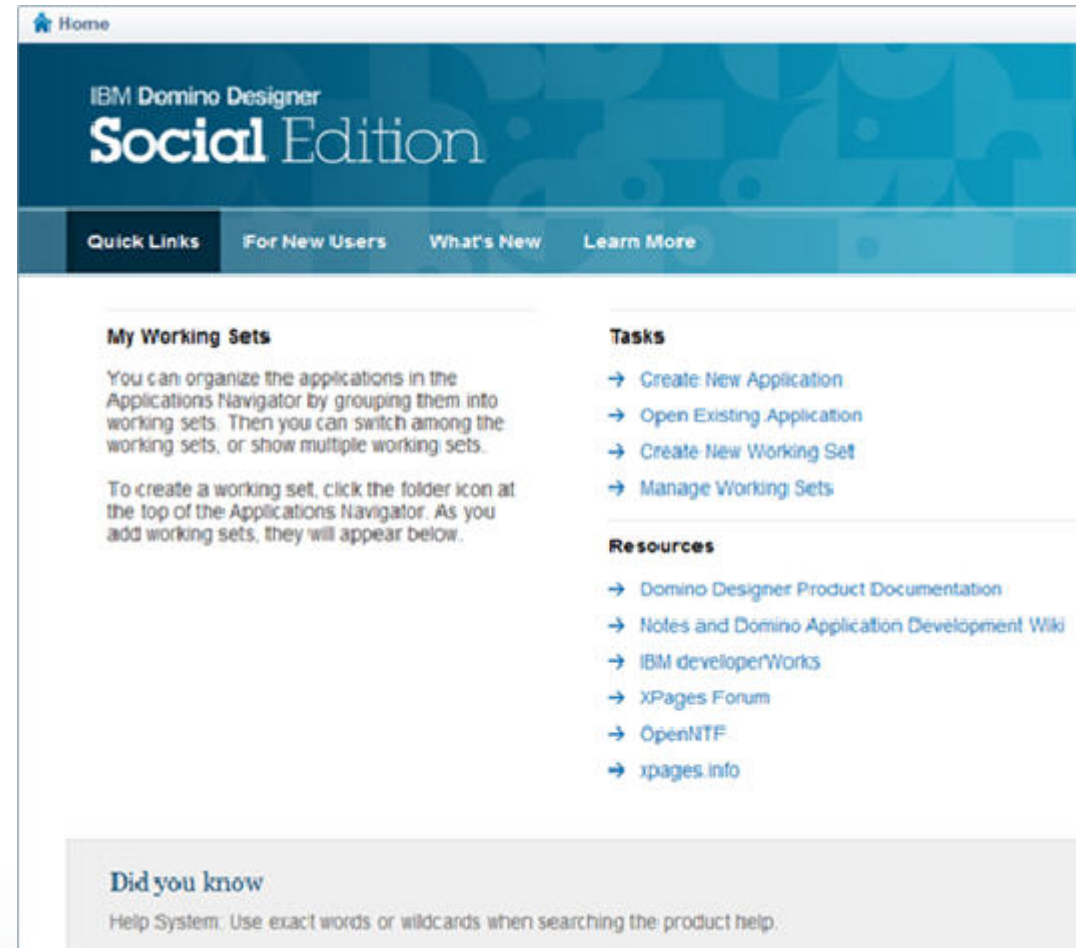 Home
IBM Domino Designer
Social Edition
Quick Links For New Users What's New Learn More
My Working Sets
You can organize the applications in the
Applications Navigator by grouping them into
working sets. Then you can switch among the
working sets, or show multiple working sets.
To create a working set, click the folder icon at
the top of the Applications Navigator. As you
add working sets, they will appear below.
Tasks
Create New Application
Open Existing Application
Create New Working Set
Manage Working Sets
Resources
Domino Designer Product Documentation
Notes and Domino Application Development Wiki
IBM developerWorks
XPages Forum
OpenNTF
xpages.info
Did you know
Help System: Use exact words or wildcards when searching the product help.